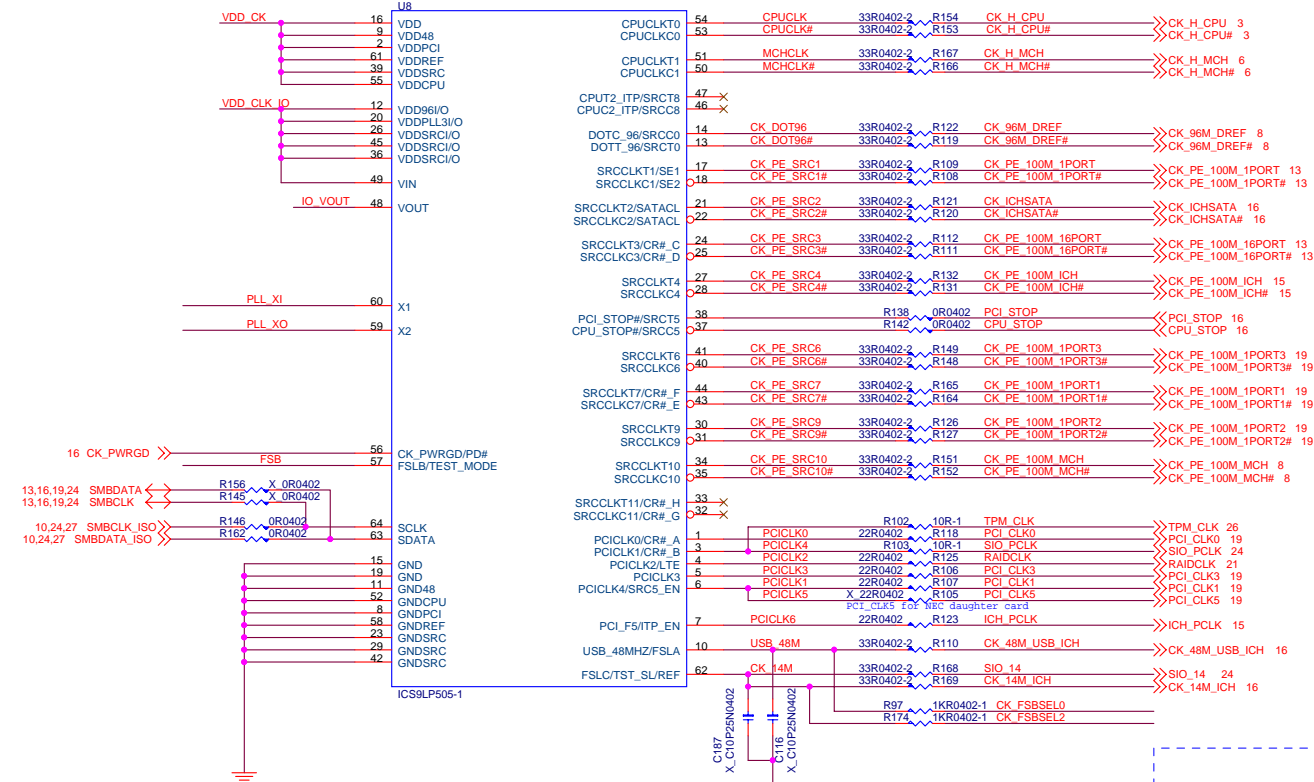 U8
VDD_CK 16 VDD CPUCLKT0 54 CPUCLK 33R0402-2 R154 CK_H_CPU CK_H_CPU 3
9 VDD48 CPUCLKC0 53 CPUCLK# 33R0402-2 R153 CK_H_CPU# CK_H_CPU# 3
2 VDDPCI
61 VDDREF CPUCLKT1 51 MCHCLK 33R0402-2 R167 CK_H_MCH CK_H_MCH 6
39 VDDSRC CPUCLKC1 50 MCHCLK# 33R0402-2 R166 CK_H_MCH# CK_H_MCH# 6
55 VDDCPU
CPUT2_ITP/SRCT8 47
VDD_CLK_IO 12 VDD96I/O CPUC2_ITP/SRCC8 46
20 VDDPLL3I/O
26 VDDSRCI/O DOTC_96/SRCC0 14 CK_DOT96 33R0402-2 R122 CK_96M_DREF CK_96M_DREF 8
45 VDDSRCI/O DOTT_96/SRCT0 13 CK_DOT96# 33R0402-2 R119 CK_96M_DREF# CK_96M_DREF# 8
36 VDDSRCI/O
SRCCLKT1/SE1 17 CK_PE_SRC1 33R0402-2 R109 CK_PE_100M_1PORT CK_PE_100M_1PORT 13
49 VIN SRCCLKC1/SE2 18 CK_PE_SRC1# 33R0402-2 R108 CK_PE_100M_1PORT# CK_PE_100M_1PORT# 13
IO_VOUT 48 VOUT SRCCLKT2/SATACL 21 CK_PE_SRC2 33R0402-2 R121 CK_ICHSATA CK_ICHSATA 16
SRCCLKC2/SATACL 22 CK_PE_SRC2# 33R0402-2 R120 CK_ICHSATA# CK_ICHSATA# 16
SRCCLKT3/CR#_C 24 CK_PE_SRC3 33R0402-2 R112 CK_PE_100M_16PORT CK_PE_100M_16PORT 13
SRCCLKC3/CR#_D 25 CK_PE_SRC3# 33R0402-2 R111 CK_PE_100M_16PORT# CK_PE_100M_16PORT# 13
SRCCLKT4 27 CK_PE_SRC4 33R0402-2 R132 CK_PE_100M_ICH CK_PE_100M_ICH 15
SRCCLKC4 28 CK_PE_SRC4# 33R0402-2 R131 CK_PE_100M_ICH# CK_PE_100M_ICH# 15
PLL_XI 60 X1
PCI_STOP#/SRCT5 38 R138 0R0402 PCI_STOP PCI_STOP 16
PLL_XO 59 X2 CPU_STOP#/SRCC5 37 R142 0R0402 CPU_STOP CPU_STOP 16
SRCCLKT6 41 CK_PE_SRC6 33R0402-2 R149 CK_PE_100M_1PORT3 CK_PE_100M_1PORT3 19
SRCCLKC6 40 CK_PE_SRC6# 33R0402-2 R148 CK_PE_100M_1PORT3# CK_PE_100M_1PORT3# 19
SRCCLKT7/CR#_F 44 CK_PE_SRC7 33R0402-2 R165 CK_PE_100M_1PORT1 CK_PE_100M_1PORT1 19
SRCCLKC7/CR#_E 43 CK_PE_SRC7# 33R0402-2 R164 CK_PE_100M_1PORT1# CK_PE_100M_1PORT1# 19
SRCCLKT9 30 CK_PE_SRC9 33R0402-2 R126 CK_PE_100M_1PORT2 CK_PE_100M_1PORT2 19
SRCCLKC9 31 CK_PE_SRC9# 33R0402-2 R127 CK_PE_100M_1PORT2# CK_PE_100M_1PORT2# 19
16 CK_PWRGD 56 CK_PWRGD/PD#
FSB 57 FSLB/TEST_MODE SRCCLKT10 34 CK_PE_SRC10 33R0402-2 R151 CK_PE_100M_MCH CK_PE_100M_MCH 8
SRCCLKC10 35 CK_PE_SRC10# 33R0402-2 R152 CK_PE_100M_MCH# CK_PE_100M_MCH# 8
13,16,19,24 SMBDATA R156 X_0R0402
13,16,19,24 SMBCLK R145 X_0R0402 SRCCLKT11/CR#_H 33
SRCCLKC11/CR#_G 32
10,24,27 SMBCLK_ISO R146 0R0402 64 SCLK R102 10R-1 TPM_CLK TPM_CLK 26
10,24,27 SMBDATA_ISO R162 0R0402 63 SDATA PCICLK0/CR#_A 1 PCICLK0 22R0402 R118 PCI_CLK0 PCI_CLK0 19
PCICLK1/CR#_B 3 PCICLK4 R103 10R-1 SIO_PCLK SIO_PCLK 24
15 GND PCICLK2/LTE 4 PCICLK2 22R0402 R125 RAIDCLK RAIDCLK 21
19 GND PCICLK3 5 PCICLK3 22R0402 R106 PCI_CLK3 PCI_CLK3 19
11 GND48 PCICLK4/SRC5_EN 6 PCICLK1 22R0402 R107 PCI_CLK1 PCI_CLK1 19
52 GNDCPU PCICLK5 X_22R0402 R105 PCI_CLK5 PCI_CLK5 19
8 GNDPCI PCI_CLK5 for NEC daughter card
58 GNDREF PCI_F5/ITP_EN 7 PCICLK6 22R0402 R123 ICH_PCLK ICH_PCLK 15
23 GNDSRC
29 GNDSRC USB_48MHZ/FSLA 10 USB_48M 33R0402-2 R110 CK_48M_USB_ICH CK_48M_USB_ICH 16
42 GNDSRC
FSLC/TST_SL/REF 62 CK_14M 33R0402-2 R168 SIO_14 SIO_14 24
33R0402-2 R169 CK_14M_ICH CK_14M_ICH 16
ICS9LP505-1
R97 1KR0402-1 CK_FSBSEL0
R174 1KR0402-1 CK_FSBSEL2
C187
X_C10P25N0402
C116
X_C10P25N0402